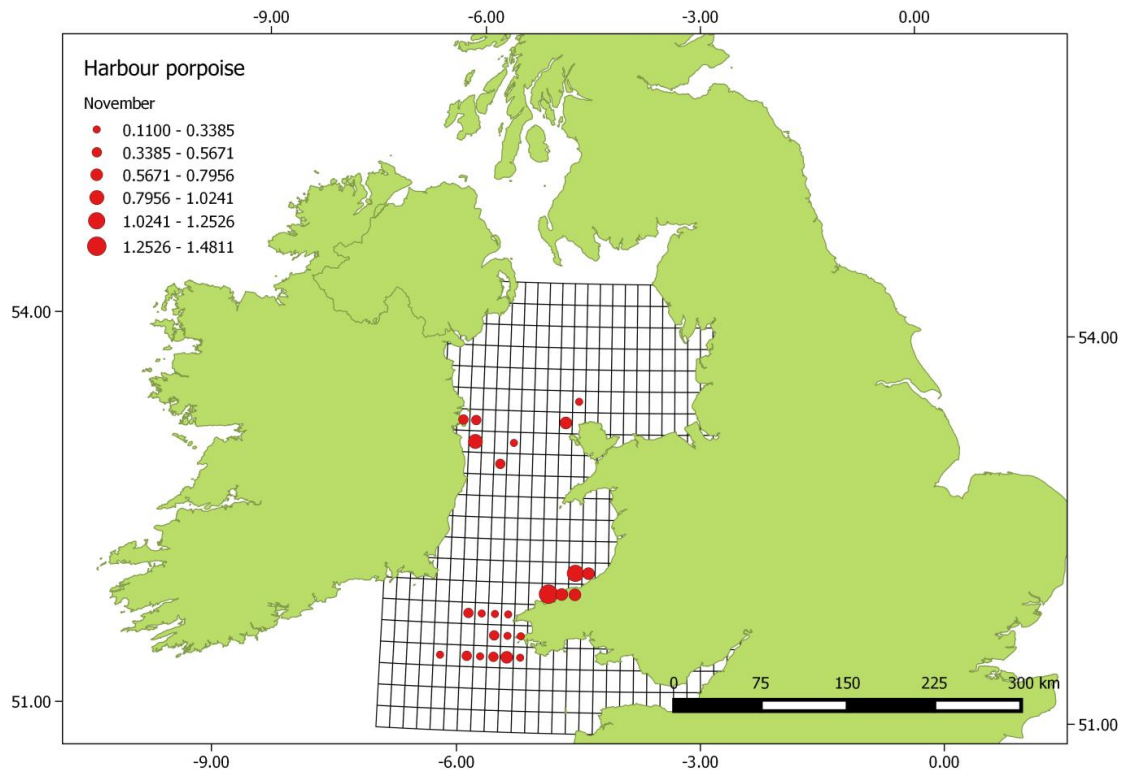 -9.00 -6.00 -3.00 0.00
Harbour porpoise
November
0.1100 - 0.3385
0.3385 - 0.5671
0.5671 - 0.7956
0.7956 - 1.0241
1.0241 - 1.2526
1.2526 - 1.4811
54.00
54.00
0 75 150 225 300 km
51.00
51.00
-9.00 -6.00 -3.00 0.00